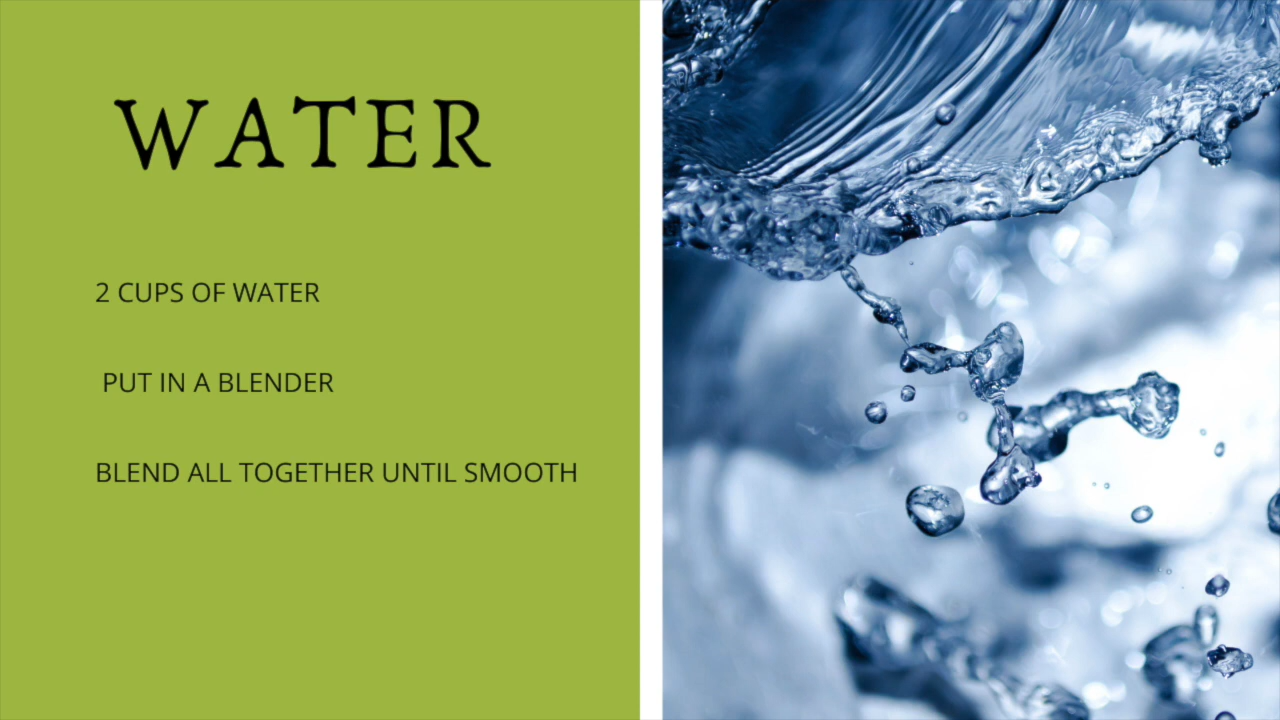 WATER
2 CUPS OF WATER
PUT IN A BLENDER
BLEND ALL TOGETHER UNTIL SMOOTH